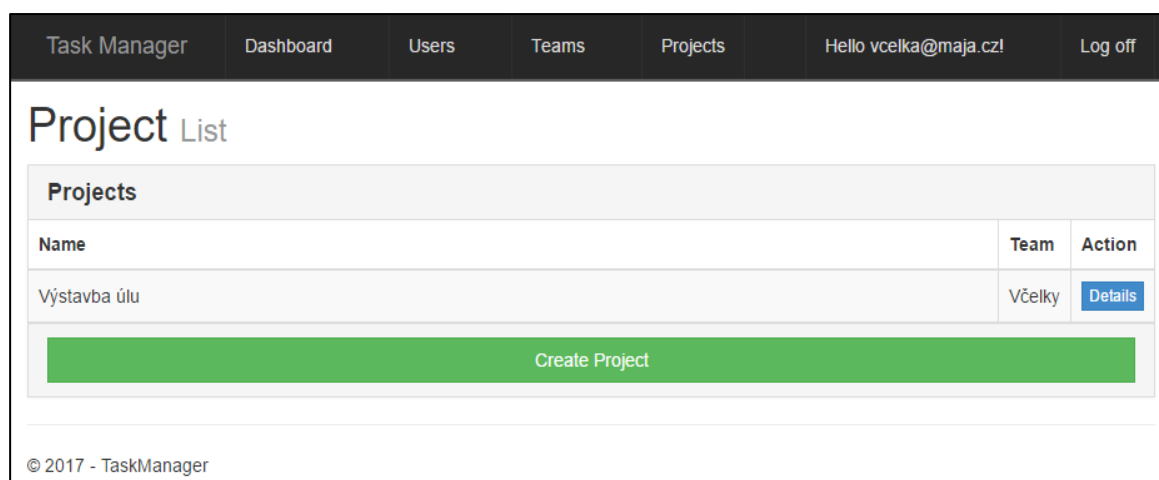 Task Manager Dashboard Users Teams Projects Hello vcelka@maja.cz! Log off
Project List
Projects
Name Team Action
Výstavba úlu Včelky Details
Create Project
© 2017 - TaskManager